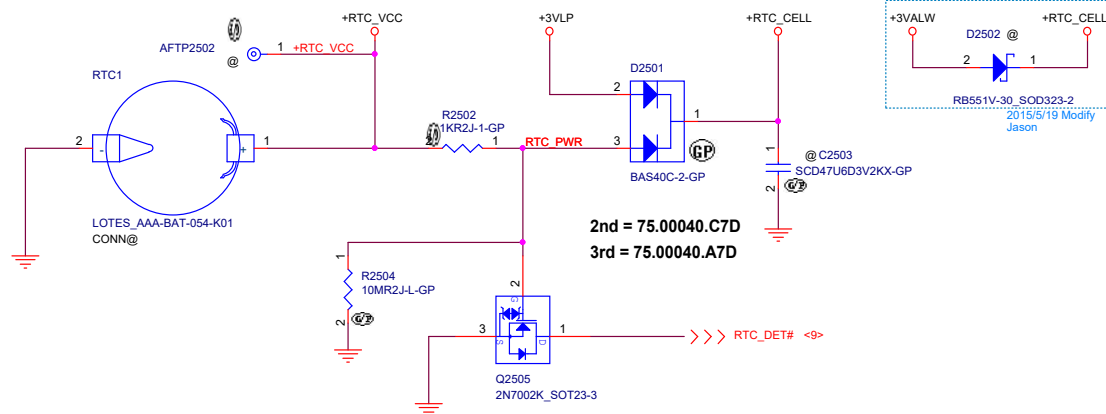 +RTC_VCC
+3VLP
+RTC_CELL
+3VALW
+RTC_CELL
D2502 @
2 1
RB551V-30_SOD323-2
2015/5/19 Modify
Jason
AFTP2502
1 +RTC_VCC
@
RTC1
2 - + 1
LOTES_AAA-BAT-054-K01
CONN@
R2502
1KR2J-1-GP
2 1
RTC_PWR
D2501
2
3
1
BAS40C-2-GP
GP
@ C2503
SCD47U6D3V2KX-GP
1
2
2nd = 75.00040.C7D
3rd = 75.00040.A7D
1
R2504
10MR2J-L-GP
2
2
G
3 S D 1
RTC_DET# <9>
Q2505
2N7002K_SOT23-3